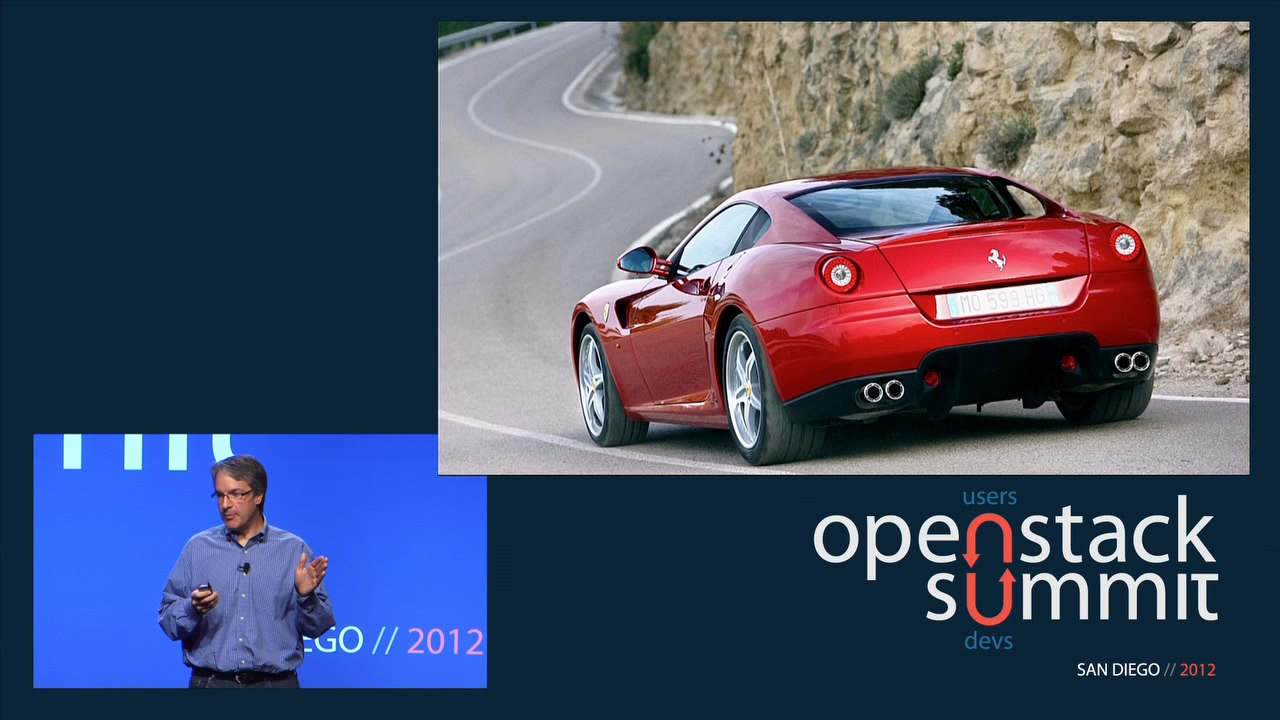 MO 599 HG
users
openstack
summit
devs
SAN DIEGO // 2012
EGO // 2012